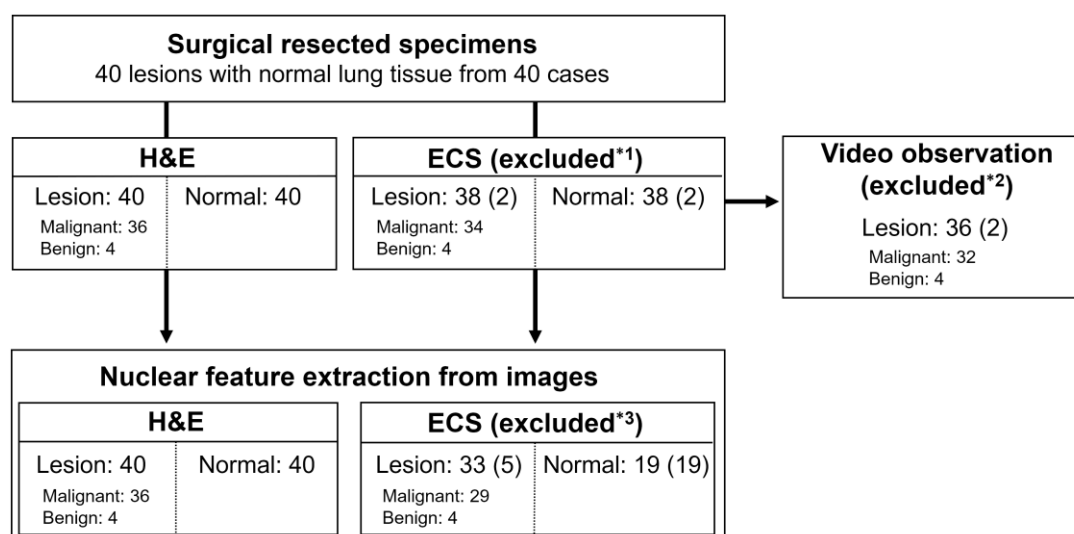 Surgical resected specimens
40 lesions with normal lung tissue from 40 cases
H&E
Lesion: 40
Malignant: 36
Benign: 4
Normal: 40
ECS (excluded*1)
Lesion: 38 (2)
Malignant: 34
Benign: 4
Normal: 38 (2)
Video observation
(excluded*2)
Lesion: 36 (2)
Malignant: 32
Benign: 4
Nuclear feature extraction from images
H&E
Lesion: 40
Malignant: 36
Benign: 4
Normal: 40
ECS (excluded*3)
Lesion: 33 (5)
Malignant: 29
Benign: 4
Normal: 19 (19)